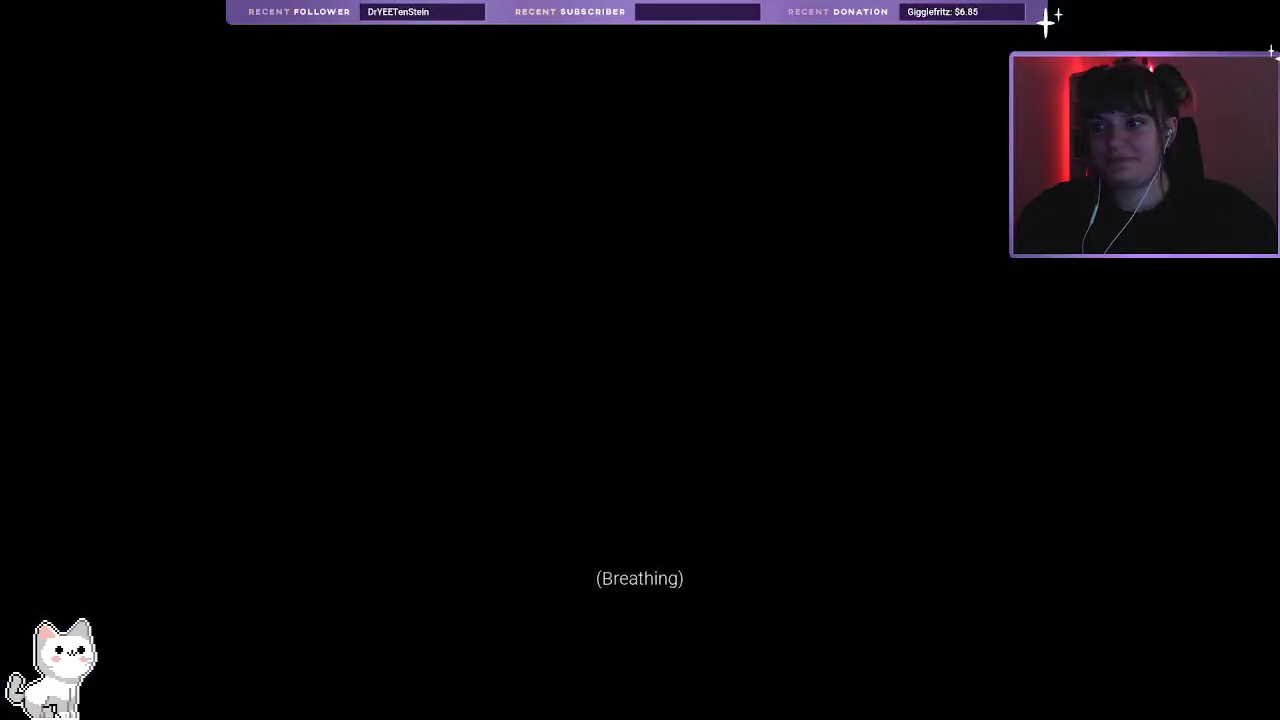 RECENT FOLLOWER DrYEETenStein RECENT SUBSCRIBER RECENT DONATION Gigglefritz: $6.85
(Breathing)